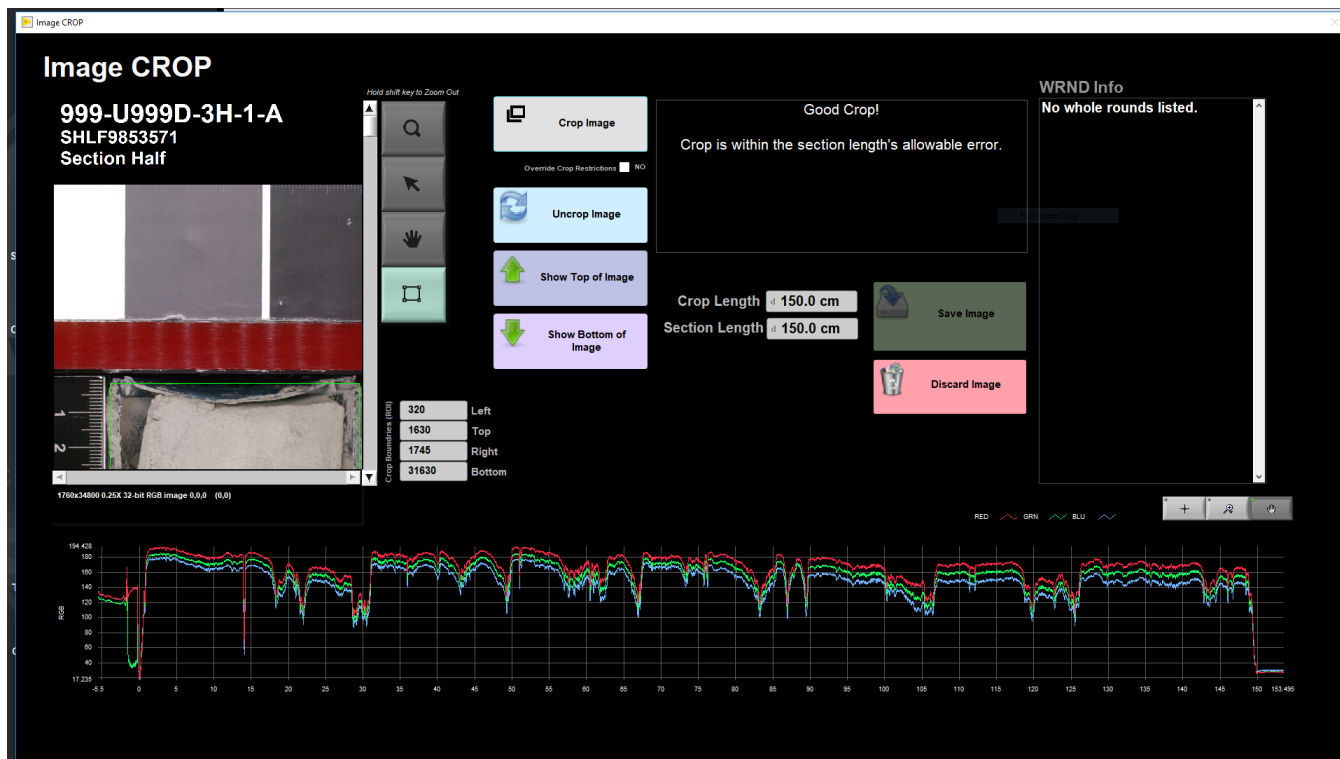 Image CROP
Image CROP
999-U999D-3H-1-A
SHLF9853571
Section Half
Hold shift key to Zoom Out
1
2
1760x34800 0.25X 32-bit RGB image 0,0,0 (0,0)
Crop Image
Override Crop Restrictions NO
Uncrop Image
Show Top of Image
Show Bottom of
Image
Crop Boundries (ROI)
320 Left
1630 Top
1745 Right
31630 Bottom
Good Crop!
Crop is within the section length's allowable error.
Crop Length d 150.0 cm
Section Length d 150.0 cm
Save Image
Discard Image
WRND Info
No whole rounds listed.
RED GRN BLU
RGB
194.428
180
160
140
120
100
80
60
40
17.235
-5.5 0 5 10 15 20 25 30 35 40 45 50 55 60 65 70 75 80 85 90 95 100 105 110 115 120 125 130 135 140 145 150 153.495